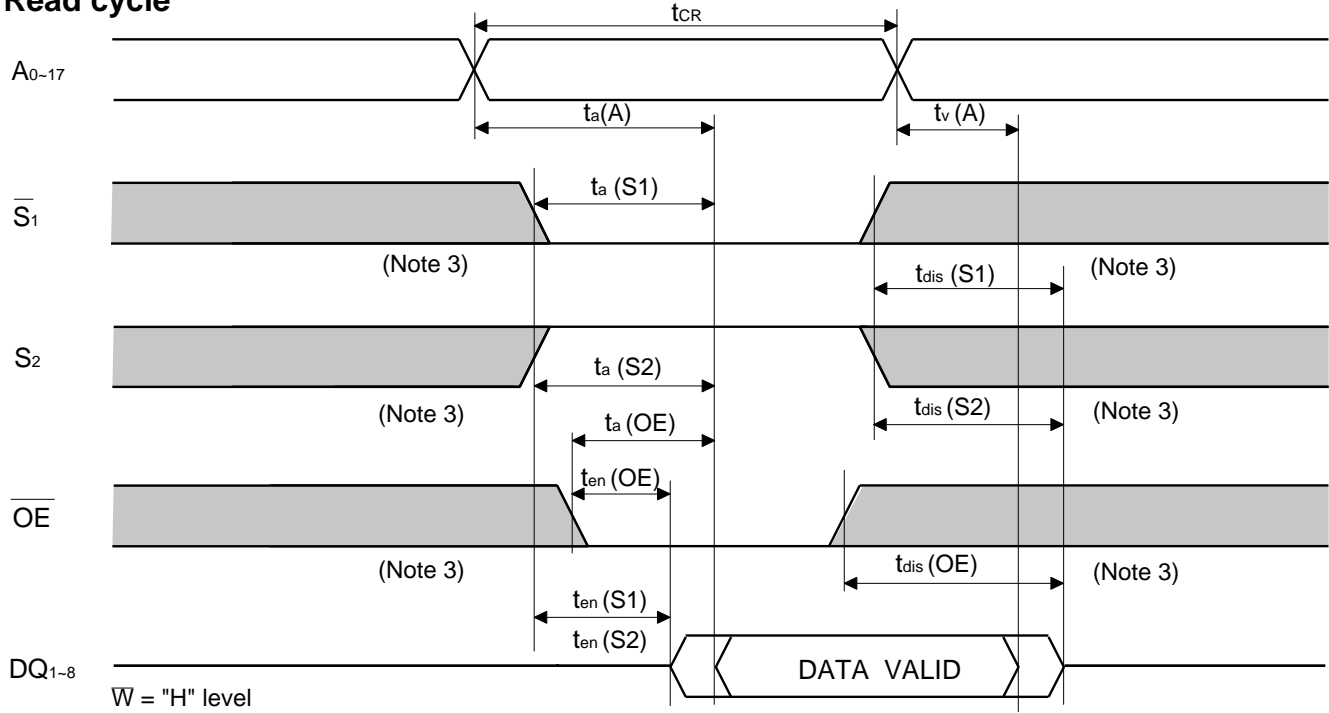 Read cycle
tCR
A0~17
ta(A)
tv (A)
S̅1
ta (S1)
(Note 3)
(Note 3)
tdis (S1)
S2
ta (S2)
(Note 3)
tdis (S2)
(Note 3)
ta (OE)
ten (OE)
O̅E̅
(Note 3)
tdis (OE)
(Note 3)
ten (S1)
ten (S2)
DQ1~8
DATA VALID
W̅ = "H" level